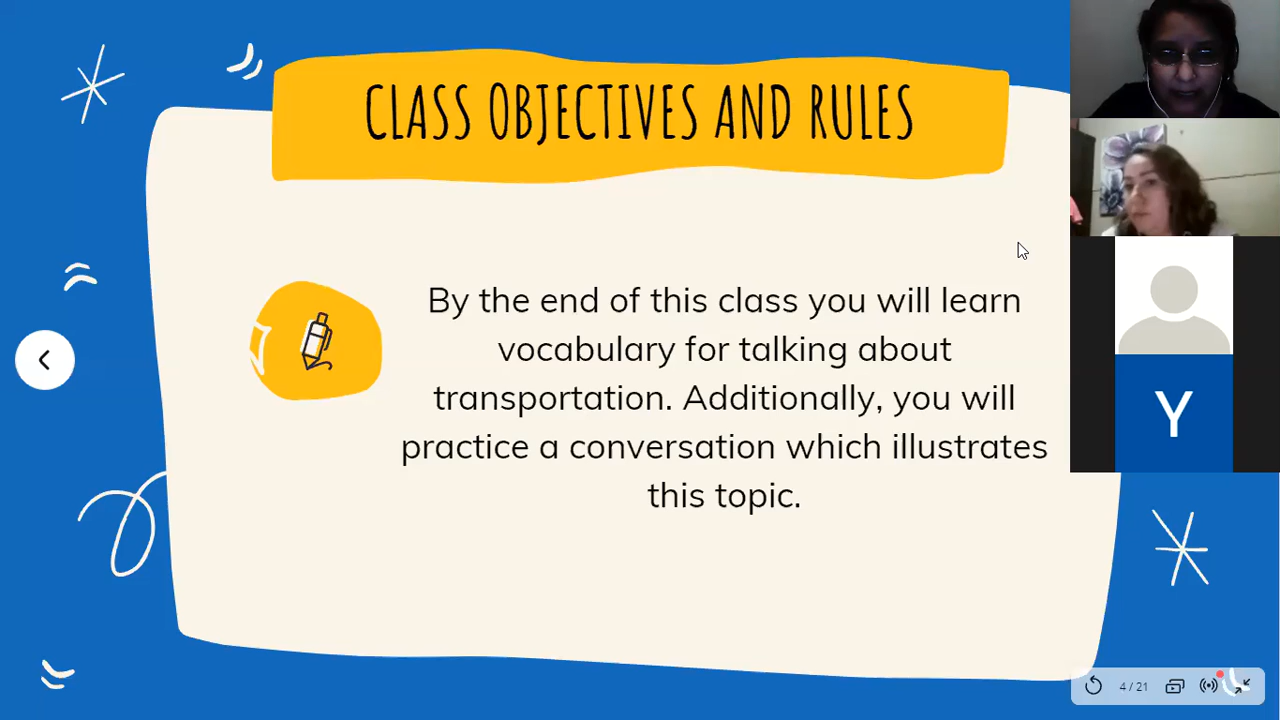 CLASS OBJECTIVES AND RULES
By the end of this class you will learn
vocabulary for talking about
transportation. Additionally, you will
practice a conversation which illustrates
this topic.
Y
4 / 21